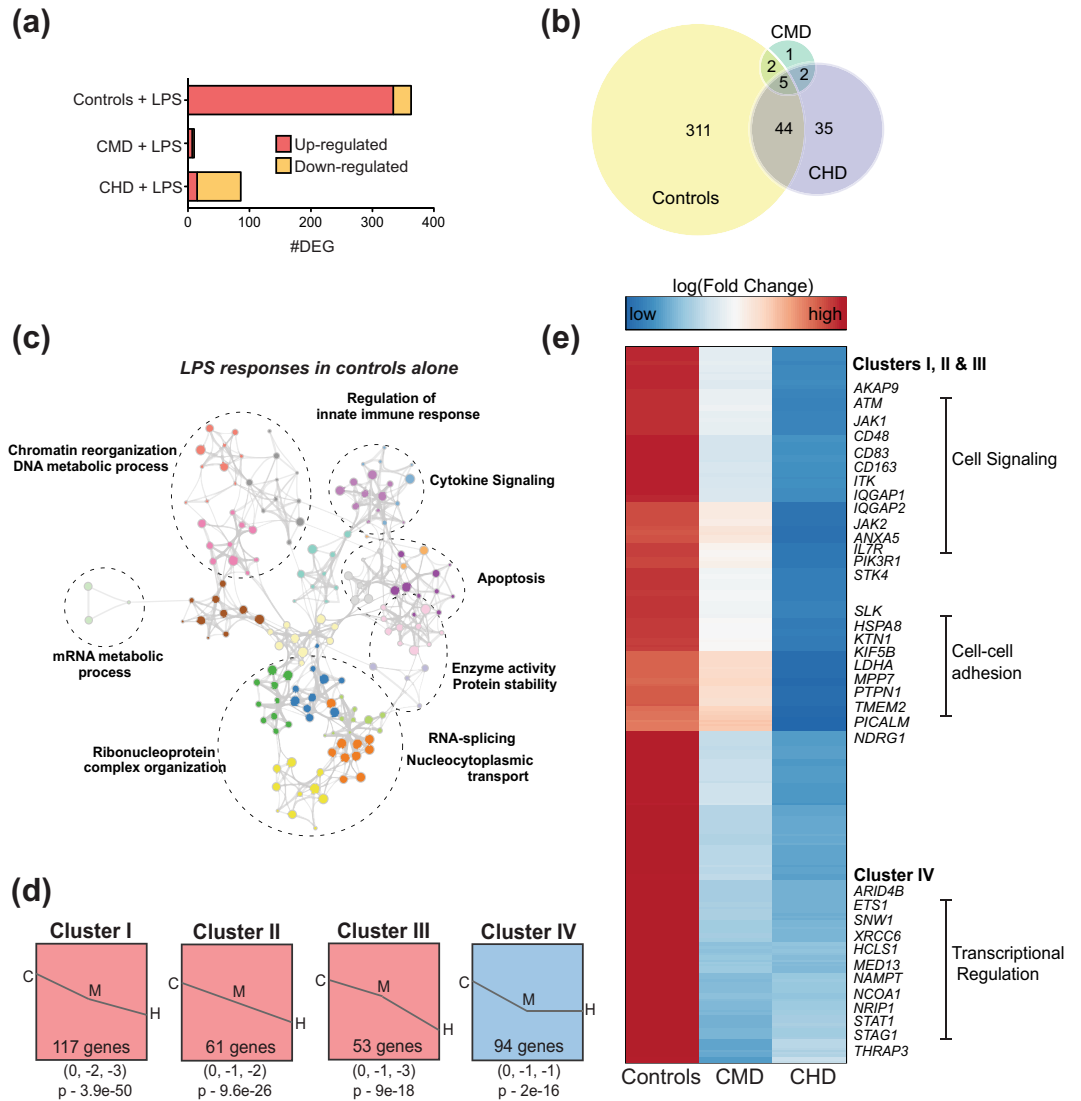 (a)
Controls + LPS
CMD + LPS
CHD + LPS
Up-regulated
Down-regulated
0
100
200
300
400
#DEG
(b)
CMD
1
2
2
5
311
44
35
CHD
Controls
(c)
LPS responses in controls alone
Regulation of
innate immune response
Chromatin reorganization
DNA metabolic process
Cytokine Signaling
Apoptosis
mRNA metabolic
process
Enzyme activity
Protein stability
Ribonucleoprotein
complex organization
RNA-splicing
Nucleocytoplasmic
transport
(d)
Cluster I
C
M
H
117 genes
(0, -2, -3)
p - 3.9e-50
Cluster II
C
M
H
61 genes
(0, -1, -2)
p - 9.6e-26
Cluster III
C
M
H
53 genes
(0, -1, -3)
p - 9e-18
Cluster IV
C
M
H
94 genes
(0, -1, -1)
p - 2e-16
(e)
log(Fold Change)
low
high
Clusters I, II & III
AKAP9
ATM
JAK1
CD48
CD83
CD163
ITK
IQGAP1
IQGAP2
JAK2
ANXA5
IL7R
PIK3R1
STK4
Cell Signaling
SLK
HSPA8
KTN1
KIF5B
LDHA
MPP7
PTPN1
TMEM2
PICALM
NDRG1
Cell-cell
adhesion
Cluster IV
ARID4B
ETS1
SNW1
XRCC6
HCLS1
MED13
NAMPT
NCOA1
NRIP1
STAT1
STAG1
THRAP3
Transcriptional
Regulation
Controls
CMD
CHD